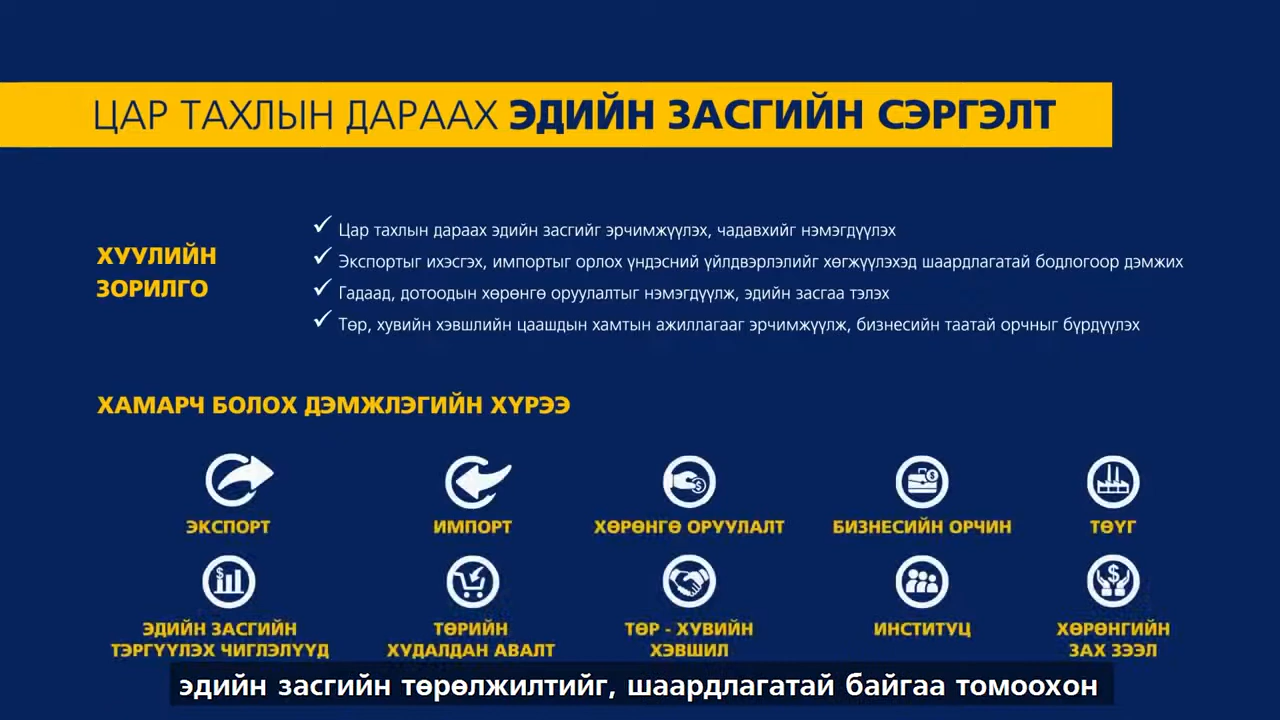 ЦАР ТАХЛЫН ДАРААХ ЭДИЙН ЗАСГИЙН СЭРГЭЛТ
ХУУЛИЙН
ЗОРИЛГО
Цар тахлын дараах эдийн засгийг эрчимжүүлэх, чадавхийг нэмэгдүүлэх
Экспортыг ихэсгэх, импортыг орлох үндэсний үйлдвэрлэлийг хөгжүүлэхэд шаардлагатай бодлогоор дэмжих
Гадаад, дотоодын хөрөнгө оруулалтыг нэмэгдүүлж, эдийн засгаа тэлэх
Төр, хувийн хэвшлийн цаашдын хамтын ажиллагааг эрчимжүүлж, бизнесийн таатай орчныг бүрдүүлэх
ХАМАРЧ БОЛОХ ДЭМЖЛЭГИЙН ХҮРЭЭ
ЭКСПОРТ
ИМПОРТ
ХӨРӨНГӨ ОРУУЛАЛТ
БИЗНЕСИЙН ОРЧИН
ТӨҮГ
ЭДИЙН ЗАСГИЙН
ТЭРГҮҮЛЭХ ЧИГЛЭЛҮҮД
ТӨРИЙН
ХУДАЛДАН АВАЛТ
ТӨР - ХУВИЙН
ХЭВШИЛ
ИНСТИТУЦ
ХӨРӨНГИЙН
ЗАХ ЗЭЭЛ
эдийн засгийн төрөлжилтийг, шаардлагатай байгаа томоохон